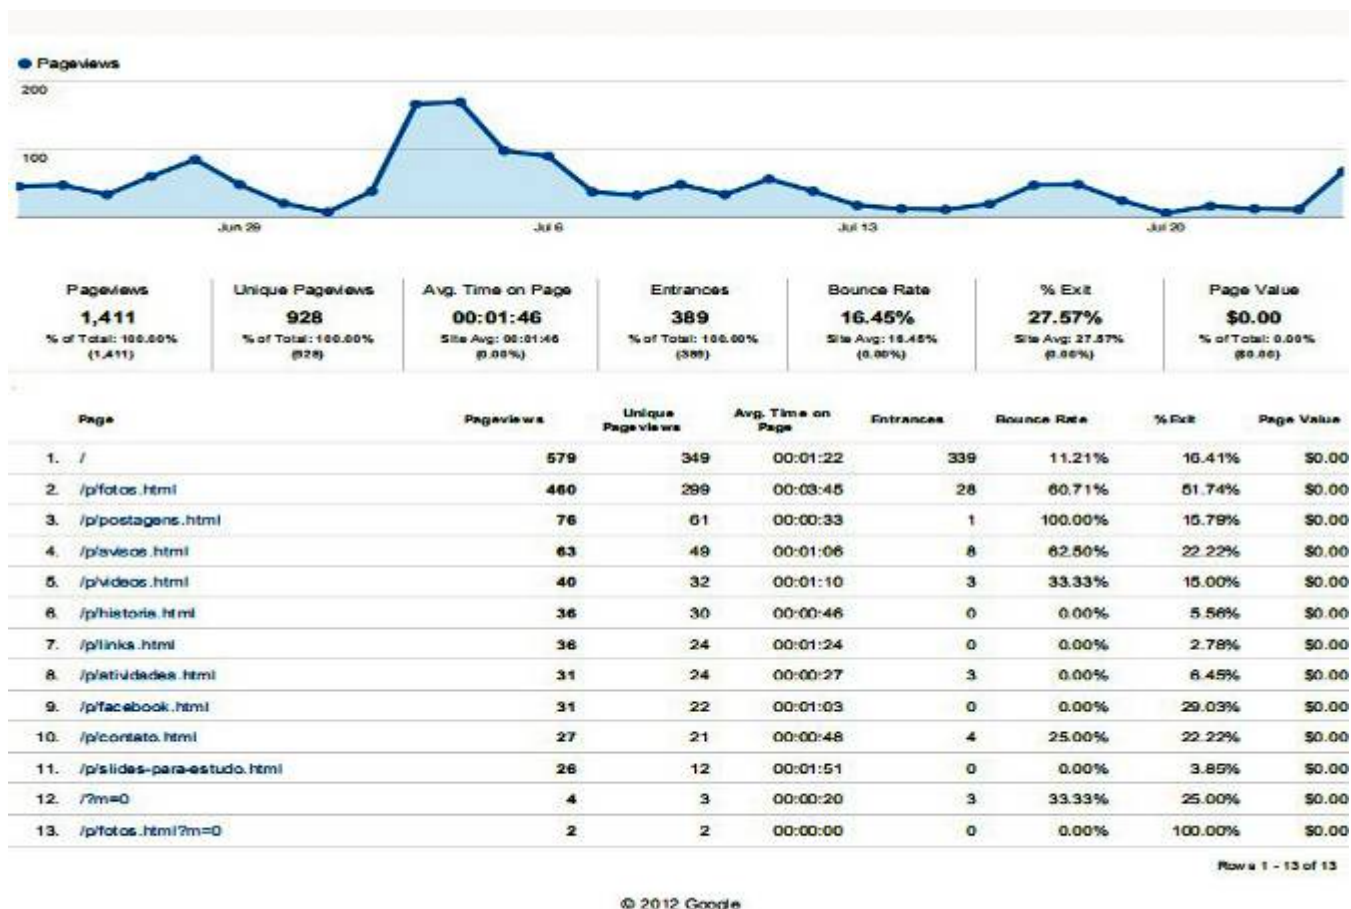 Pageviews
200
100
Jun 29 Jul 6 Jul 13 Jul 20
Pageviews Unique Pageviews Avg. Time on Page Entrances Bounce Rate % Exit Page Value
1,411 928 00:01:46 389 16.45% 27.57% $0.00
% of Total: 100.00% % of Total: 100.00% Site Avg: 00:01:46 % of Total: 100.00% Site Avg: 16.45% Site Avg: 27.57% % of Total: 0.00%
(1,411) (928) (0.00%) (389) (0.00%) (0.00%) ($0.00)
Page Pageviews Unique Pageviews Avg. Time on Page Entrances Bounce Rate % Exit Page Value
1. / 579 349 00:01:22 339 11.21% 16.41% $0.00
2. /p/fotos.html 460 299 00:03:45 28 60.71% 51.74% $0.00
3. /p/postagens.html 76 61 00:00:33 1 100.00% 15.79% $0.00
4. /p/avisos.html 63 49 00:01:06 8 62.50% 22.22% $0.00
5. /p/videos.html 40 32 00:01:10 3 33.33% 15.00% $0.00
6. /p/historia.html 36 30 00:00:46 0 0.00% 5.56% $0.00
7. /p/links.html 36 24 00:01:24 0 0.00% 2.78% $0.00
8. /p/atividades.html 31 24 00:00:27 3 0.00% 6.45% $0.00
9. /p/facebook.html 31 22 00:01:03 0 0.00% 29.03% $0.00
10. /p/contato.html 27 21 00:00:48 4 25.00% 22.22% $0.00
11. /p/slides-para-estudo.html 26 12 00:01:51 0 0.00% 3.85% $0.00
12. /?m=0 4 3 00:00:20 3 33.33% 25.00% $0.00
13. /p/fotos.html?m=0 2 2 00:00:00 0 0.00% 100.00% $0.00
Rows 1 - 13 of 13
© 2012 Google